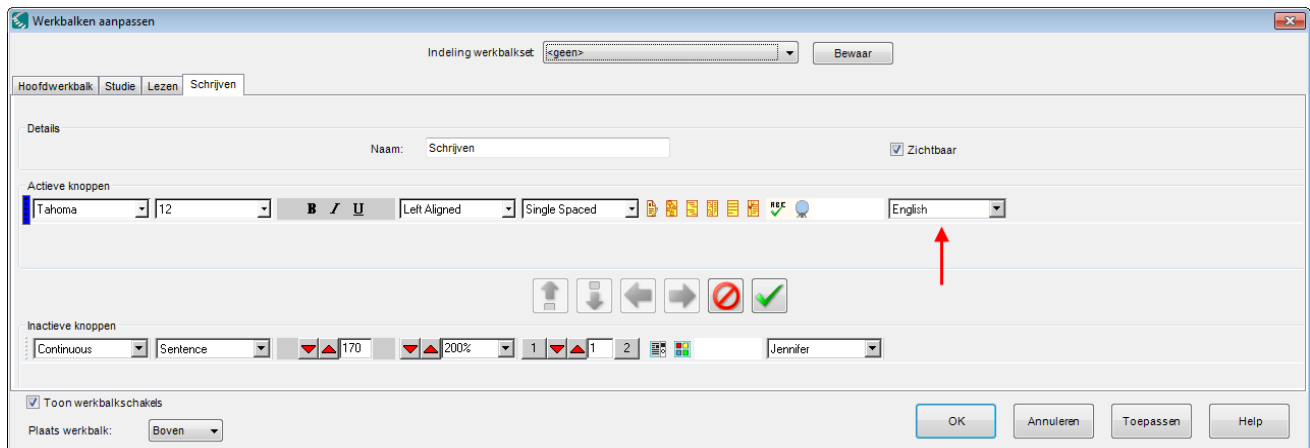 Werkbalken aanpassen
Indeling werkbalkset <geen> Bewaar
Hoofdwerkbalk Studie Lezen Schrijven
Details
Naam: Schrijven Zichtbaar
Actieve knoppen
Tahoma 12 B I U Left Aligned Single Spaced ABC English
Inactieve knoppen
Continuous Sentence 170 200% 1 1 2 Jennifer
Toon werkbalkschakels
Plaats werkbalk: Boven OK Annuleren Toepassen Help